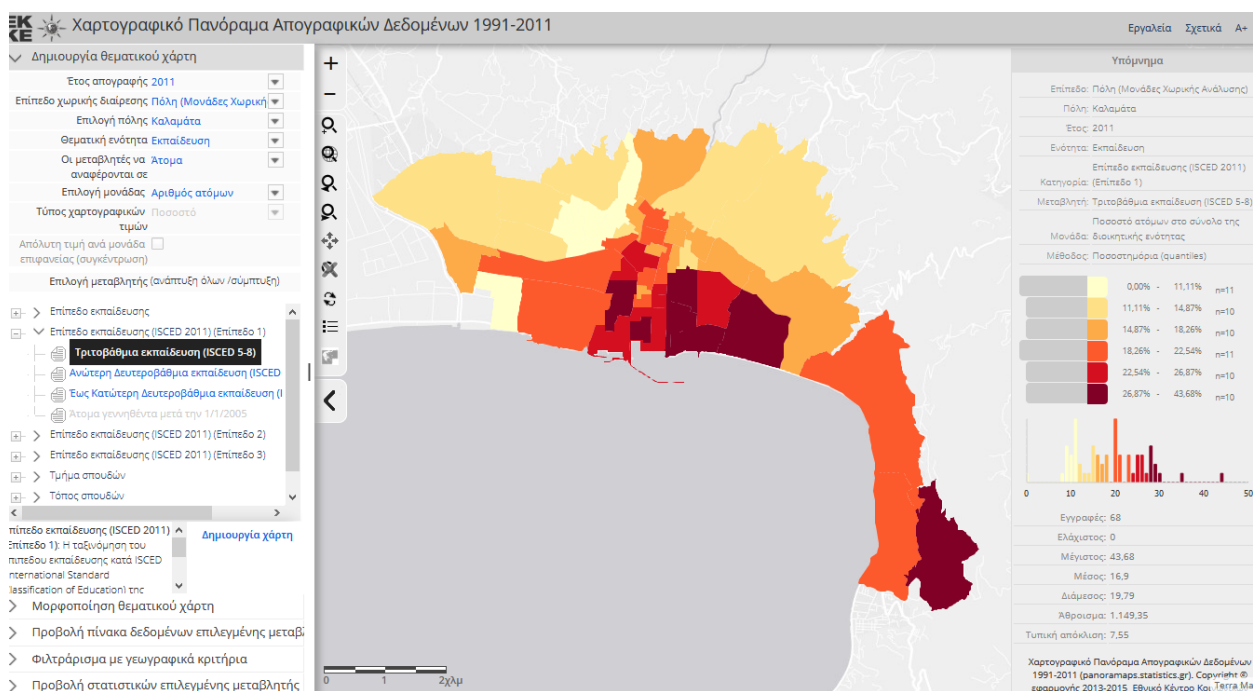 ΕΚ
ΚΕ
Χαρτογραφικό Πανόραμα Απογραφικών Δεδομένων 1991-2011
Εργαλεία Σχετικά Α+
Δημιουργία θεματικού χάρτη
Έτος απογραφής 2011
Επίπεδο χωρικής διαίρεσης Πόλη (Μονάδες Χωρική
Επιλογή πόλης Καλαμάτα
Θεματική ενότητα Εκπαίδευση
Οι μεταβλητές να Άτομα
αναφέρονται σε
Επιλογή μονάδας Αριθμός ατόμων
Τύπος χαρτογραφικών Ποσοστό
τιμών
Απόλυτη τιμή ανά μονάδα
επιφανείας (συγκέντρωση)
Επιλογή μεταβλητής (ανάπτυξη όλων /σύμπτυξη)
Επίπεδο εκπαίδευσης
Επίπεδο εκπαίδευσης (ISCED 2011) (Επίπεδο 1)
Τριτοβάθμια εκπαίδευση (ISCED 5-8)
Ανώτερη Δευτεροβάθμια εκπαίδευση (ISCED
Έως Κατώτερη Δευτεροβάθμια εκπαίδευση (I
Άτομα γεννηθέντα μετά την 1/1/2005
Επίπεδο εκπαίδευσης (ISCED 2011) (Επίπεδο 2)
Επίπεδο εκπαίδευσης (ISCED 2011) (Επίπεδο 3)
Τμήμα σπουδών
Τόπος σπουδών
πίπεδο εκπαίδευσης (ISCED 2011)
Επίπεδο 1): Η ταξινόμηση του
πιπέδου εκπαίδευσης κατά ISCED
nternational Standard
lassification of Education) της
Δημιουργία χάρτη
Μορφοποίηση θεματικού χάρτη
Προβολή πίνακα δεδομένων επιλεγμένης μεταβλ
Φιλτράρισμα με γεωγραφικά κριτήρια
Προβολή στατιστικών επιλεγμένης μεταβλητής
0 1 2χλμ
Υπόμνημα
Επίπεδο: Πόλη (Μονάδες Χωρικής Ανάλυσης)
Πόλη: Καλαμάτα
Έτος: 2011
Ενότητα: Εκπαίδευση
Επίπεδο εκπαίδευσης (ISCED 2011)
Κατηγορία: (Επίπεδο 1)
Μεταβλητή: Τριτοβάθμια εκπαίδευση (ISCED 5-8)
Ποσοστό ατόμων στο σύνολο της
Μονάδα: διοικητικής ενότητας
Μέθοδος: Ποσοστημόρια (quantiles)
0,00% - 11,11% n=11
11,11% - 14,87% n=10
14,87% - 18,26% n=10
18,26% - 22,54% n=11
22,54% - 26,87% n=10
26,87% - 43,68% n=10
0 10 20 30 40 50
Εγγραφές: 68
Ελάχιστος: 0
Μέγιστος: 43,68
Μέσος: 16,9
Διάμεσος: 19,79
Άθροισμα: 1.149,35
Τυπική απόκλιση: 7,55
Χαρτογραφικό Πανόραμα Απογραφικών Δεδομένων
1991-2011 (panoramaps.statistics.gr). Copyright ©
εφαρμογής 2013-2015, Εθνικό Κέντρο Κοι Terra Ma